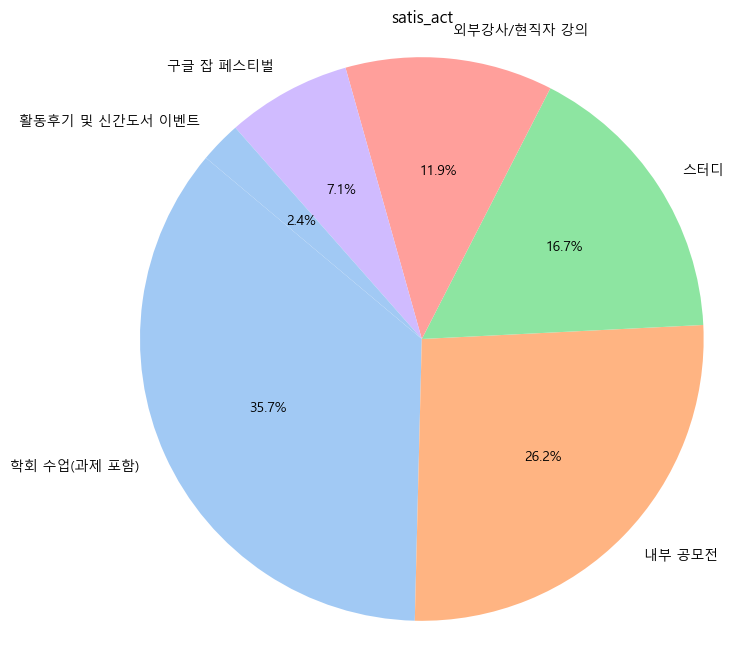 satis_act
외부강사/현직자 강의
구글 잡 페스티벌
활동후기 및 신간도서 이벤트
스터디
11.9%
7.1%
2.4%
16.7%
35.7%
26.2%
학회 수업(과제 포함)
내부 공모전